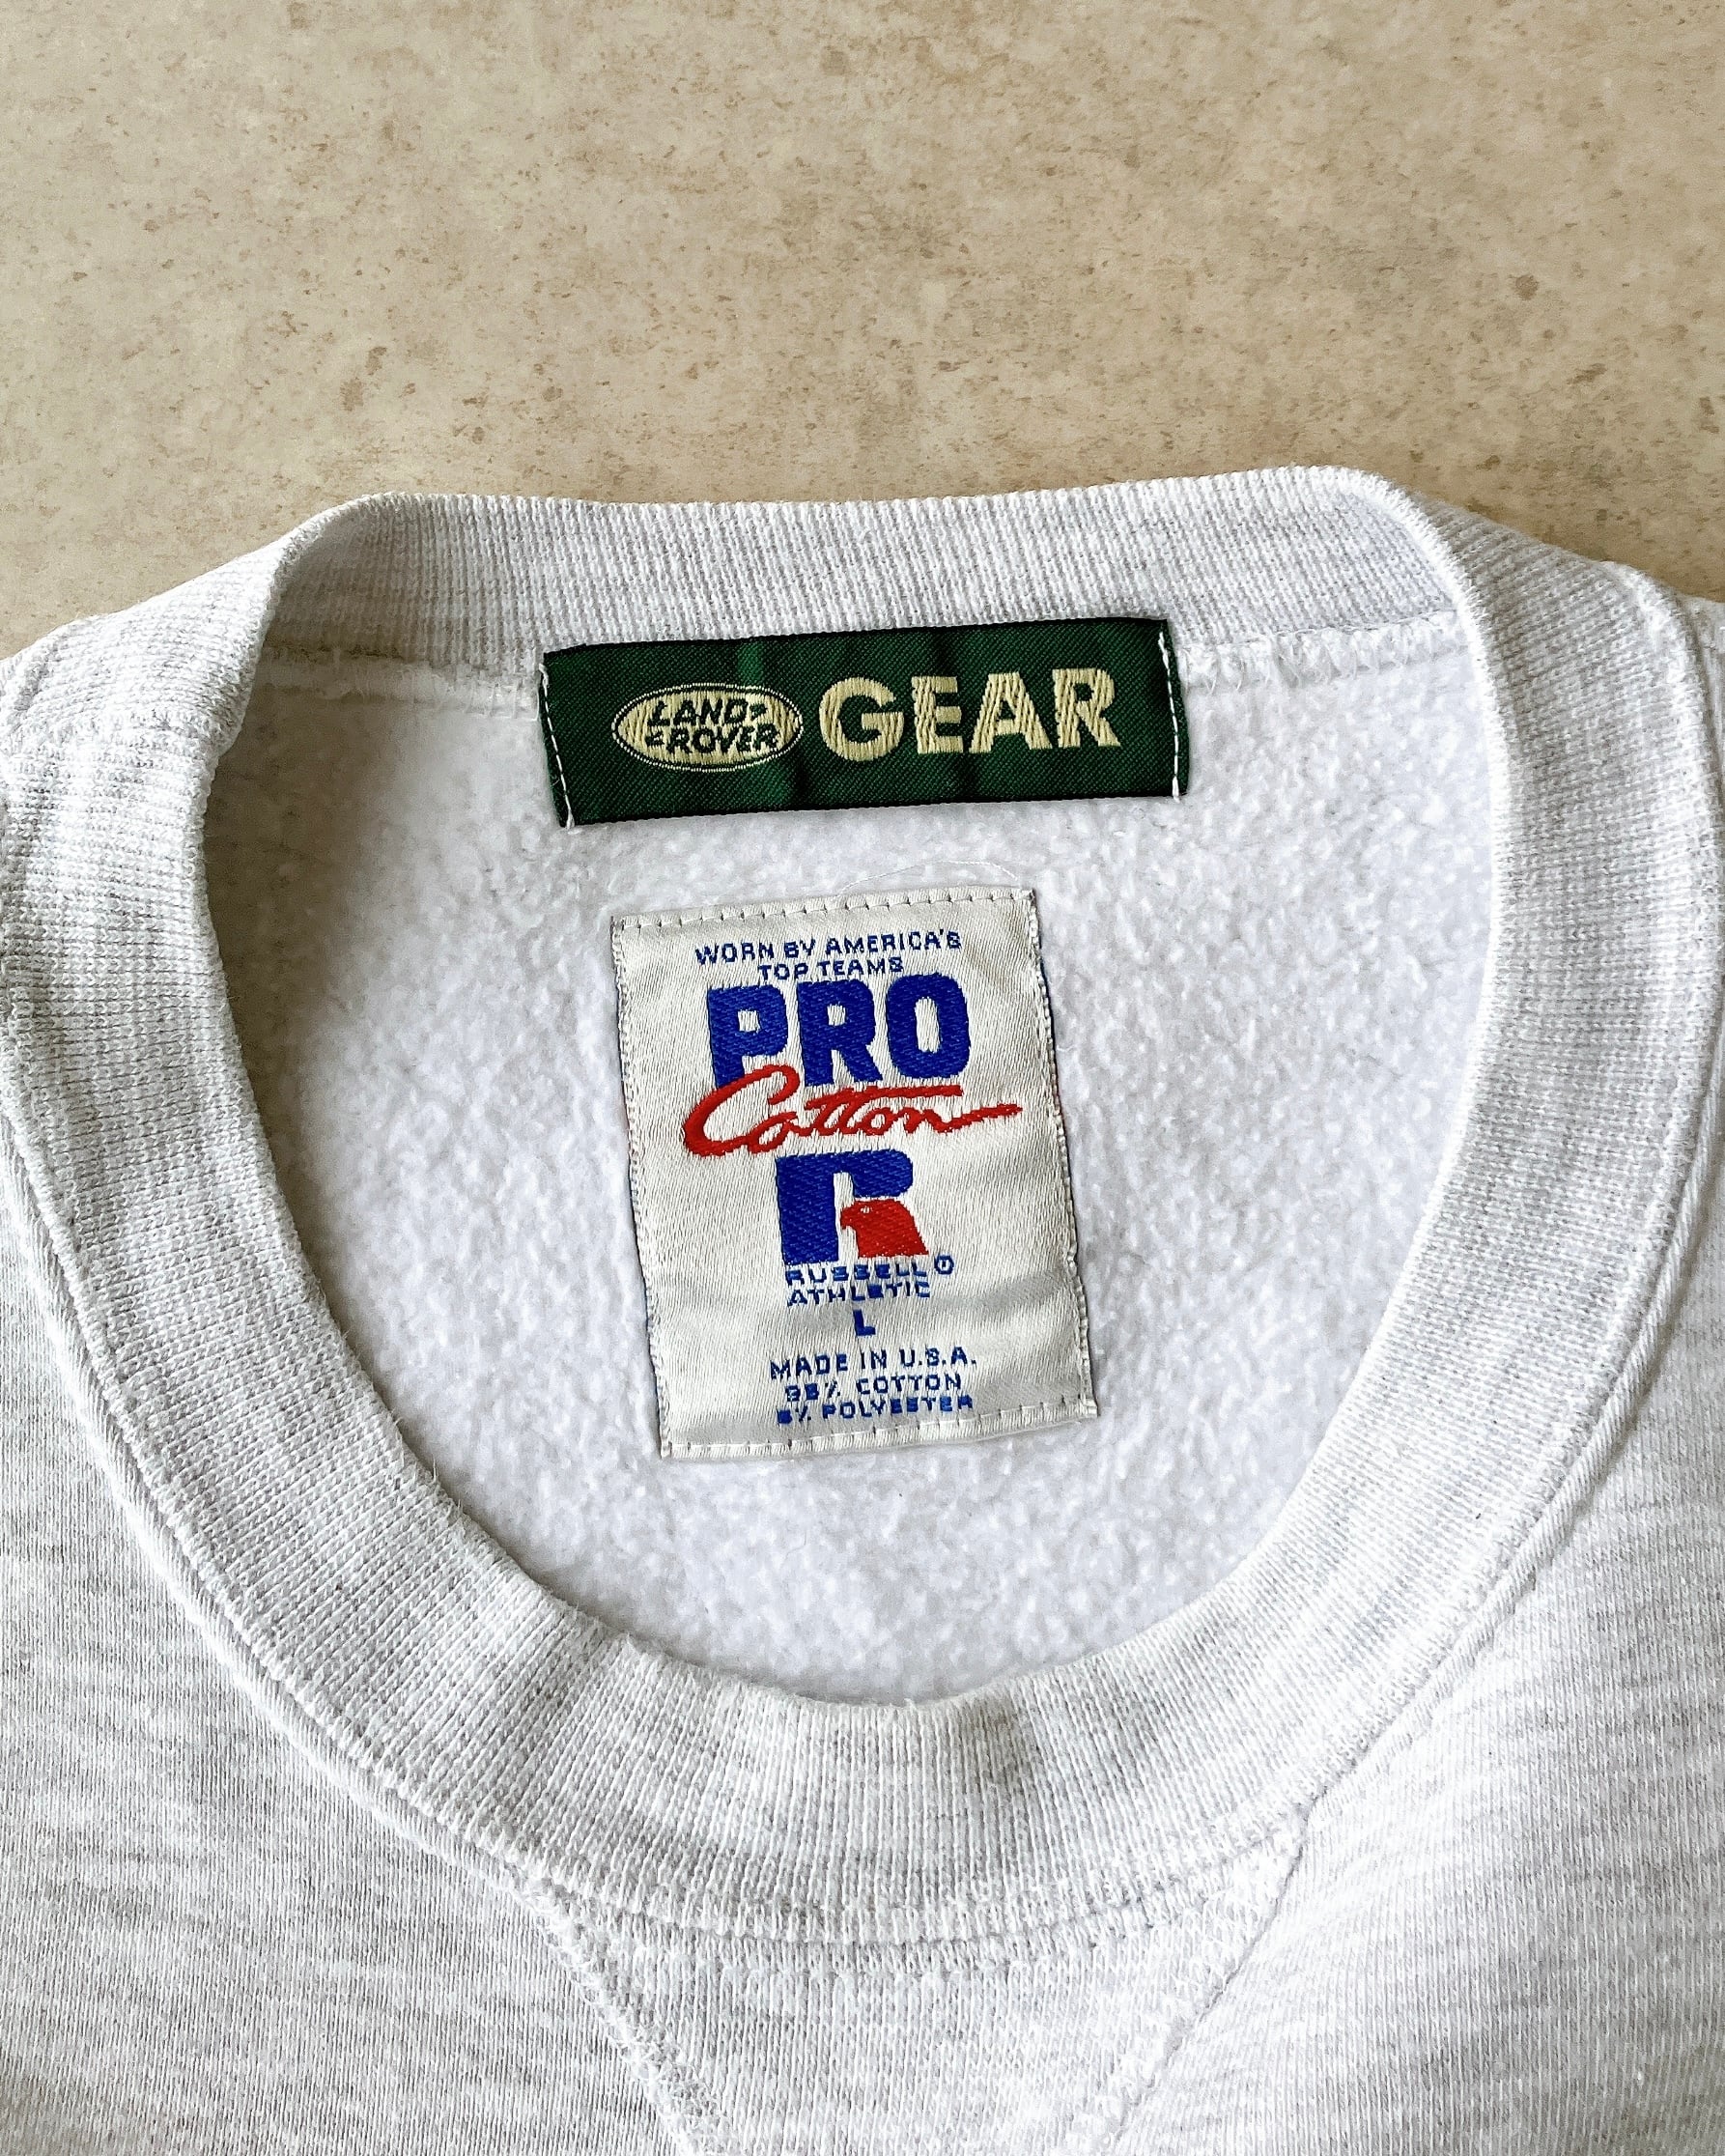 LAND ROVER GEAR
WORN BY AMERICA'S
TOP TEAMS
PRO
Cotton
R
RUSSELL®
ATHLETIC
L
MADE IN U.S.A.
95% COTTON
5% POLYESTER